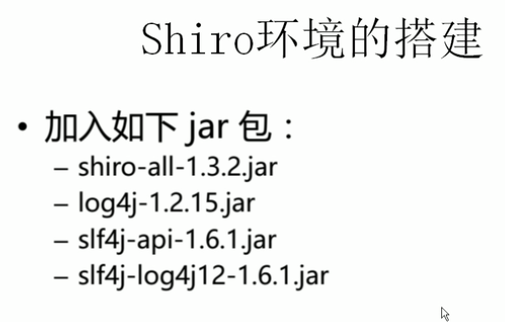 Shiro环境的搭建
• 加入如下 jar 包：
– shiro-all-1.3.2.jar
– log4j-1.2.15.jar
– slf4j-api-1.6.1.jar
– slf4j-log4j12-1.6.1.jar